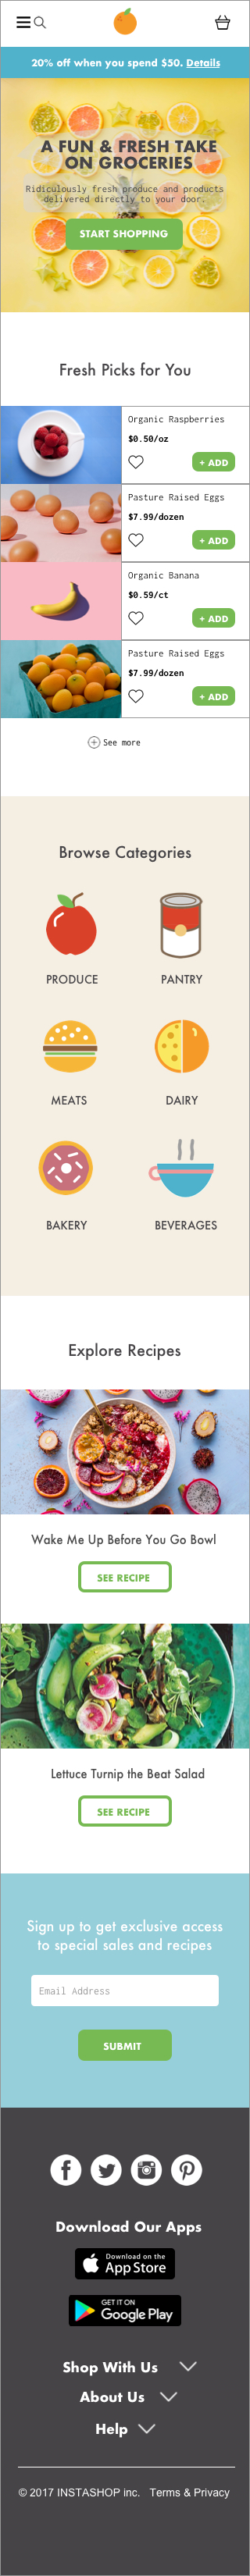 20% off when you spend $50. Details
A FUN & FRESH TAKE
ON GROCERIES
Ridiculously fresh produce and products
delivered directly to your door.
START SHOPPING
Fresh Picks for You
Organic Raspberries
$0.50/oz
+ ADD
Pasture Raised Eggs
$7.99/dozen
+ ADD
Organic Banana
$0.59/ct
+ ADD
Pasture Raised Eggs
$7.99/dozen
+ ADD
See more
Browse Categories
PRODUCE
PANTRY
MEATS
DAIRY
BAKERY
BEVERAGES
Explore Recipes
Wake Me Up Before You Go Bowl
SEE RECIPE
Lettuce Turnip the Beat Salad
SEE RECIPE
Sign up to get exclusive access
to special sales and recipes
Email Address
SUBMIT
Download Our Apps
Download on the
App Store
GET IT ON
Google Play
Shop With Us
About Us
Help
© 2017 INSTASHOP inc. Terms & Privacy